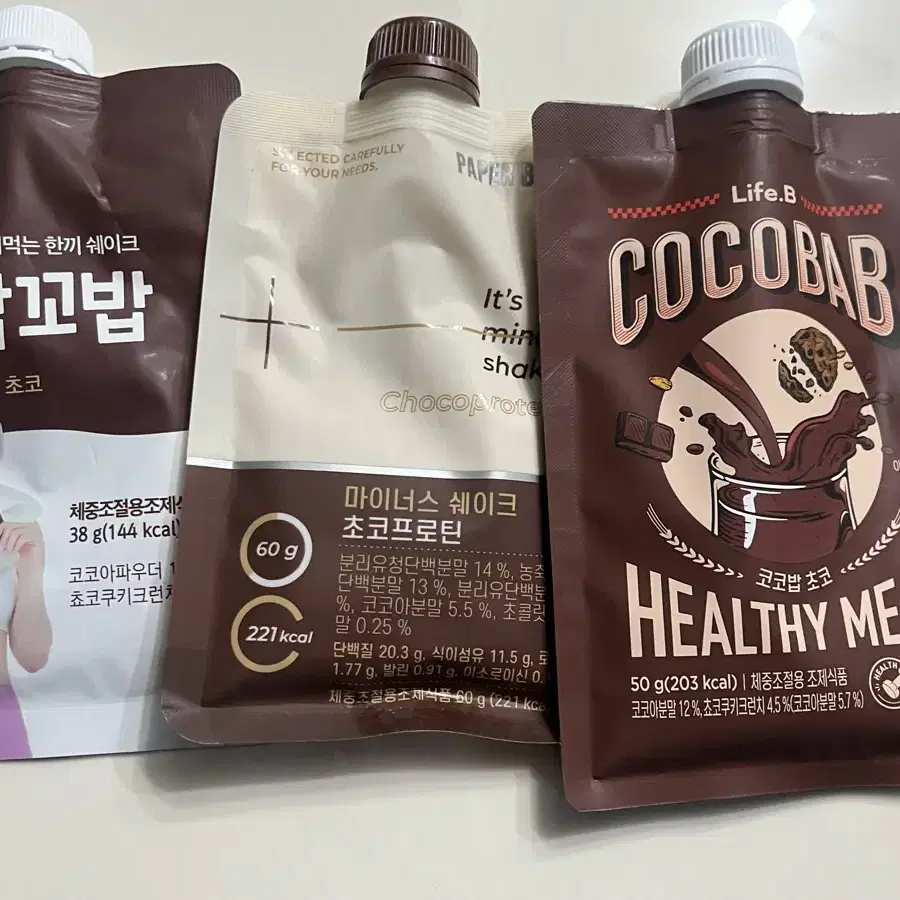 먹는 한끼 쉐이크
꼬밥
초코
체중조절용조제식
38 g(144 kcal)
코코아파우더
쵸코쿠키크런치
SELECTED CAREFULLY
FOR YOUR NEEDS.
PAPER B
It's
shak
Chocoprote
마이너스 쉐이크
초코프로틴
60 g
221 kcal
분리유청단백분말 14 %, 농축
단백분말 13 %, 분리유단백분
%, 코코아분말 5.5 %, 초콜릿
말 0.25 %
단백질 20.3 g, 식이섬유 11.5 g,
1.77 g, 발린 0.91 g, 이소로이신 0.
체중조절용조제식품 60 g (221 kca
Life.B
COCOBAB
코코밥 초코
HEALTHY ME
50 g(203 kcal) | 체중조절용 조제식품
코코아분말 12 %, 쵸코쿠키크런치 4.5 %(코코아분말 5.7 %)
HEALTH